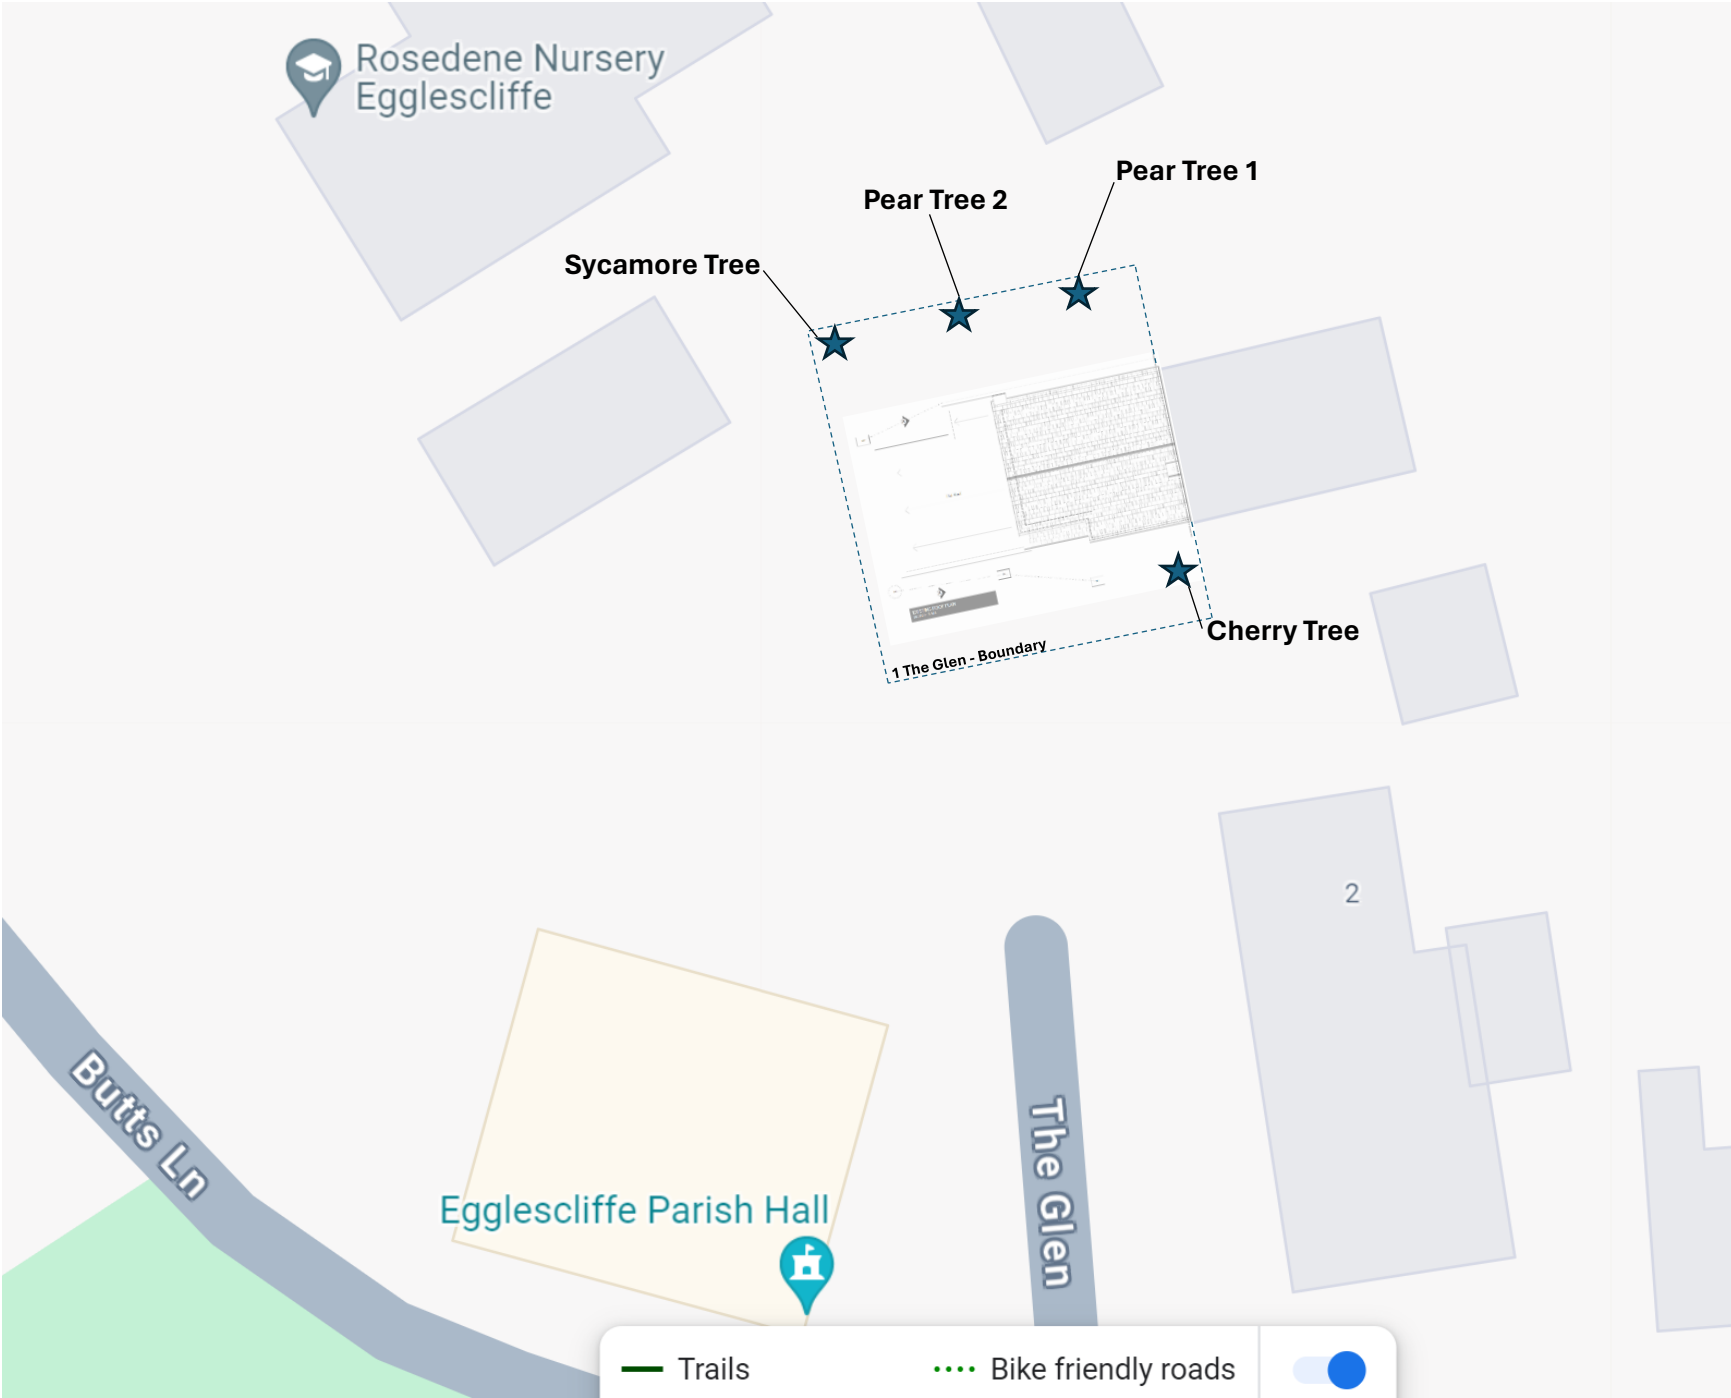 Rosedene Nursery
Egglescliffe
Pear Tree 1
Pear Tree 2
Sycamore Tree
Cherry Tree
1 The Glen - Boundary
2
Butts Ln
The Glen
Egglescliffe Parish Hall
Trails
Bike friendly roads